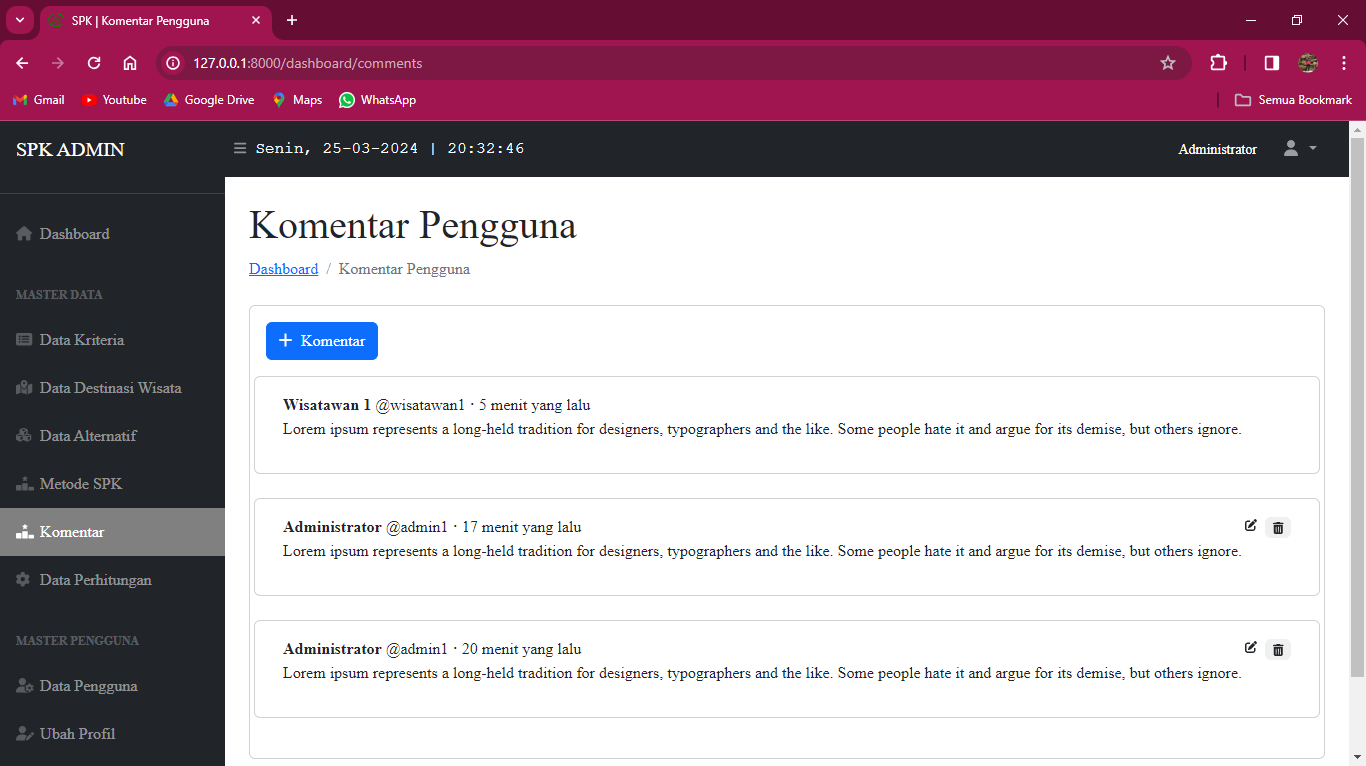 SPK | Komentar Pengguna
127.0.0.1:8000/dashboard/comments
Gmail Youtube Google Drive Maps WhatsApp Semua Bookmark
SPK ADMIN
Senin, 25-03-2024 | 20:32:46
Administrator
Dashboard
MASTER DATA
Data Kriteria
Data Destinasi Wisata
Data Alternatif
Metode SPK
Komentar
Data Perhitungan
MASTER PENGGUNA
Data Pengguna
Ubah Profil
Komentar Pengguna
Dashboard / Komentar Pengguna
+ Komentar
Wisatawan 1 @wisatawan1 · 5 menit yang lalu
Lorem ipsum represents a long-held tradition for designers, typographers and the like. Some people hate it and argue for its demise, but others ignore.
Administrator @admin1 · 17 menit yang lalu
Lorem ipsum represents a long-held tradition for designers, typographers and the like. Some people hate it and argue for its demise, but others ignore.
Administrator @admin1 · 20 menit yang lalu
Lorem ipsum represents a long-held tradition for designers, typographers and the like. Some people hate it and argue for its demise, but others ignore.